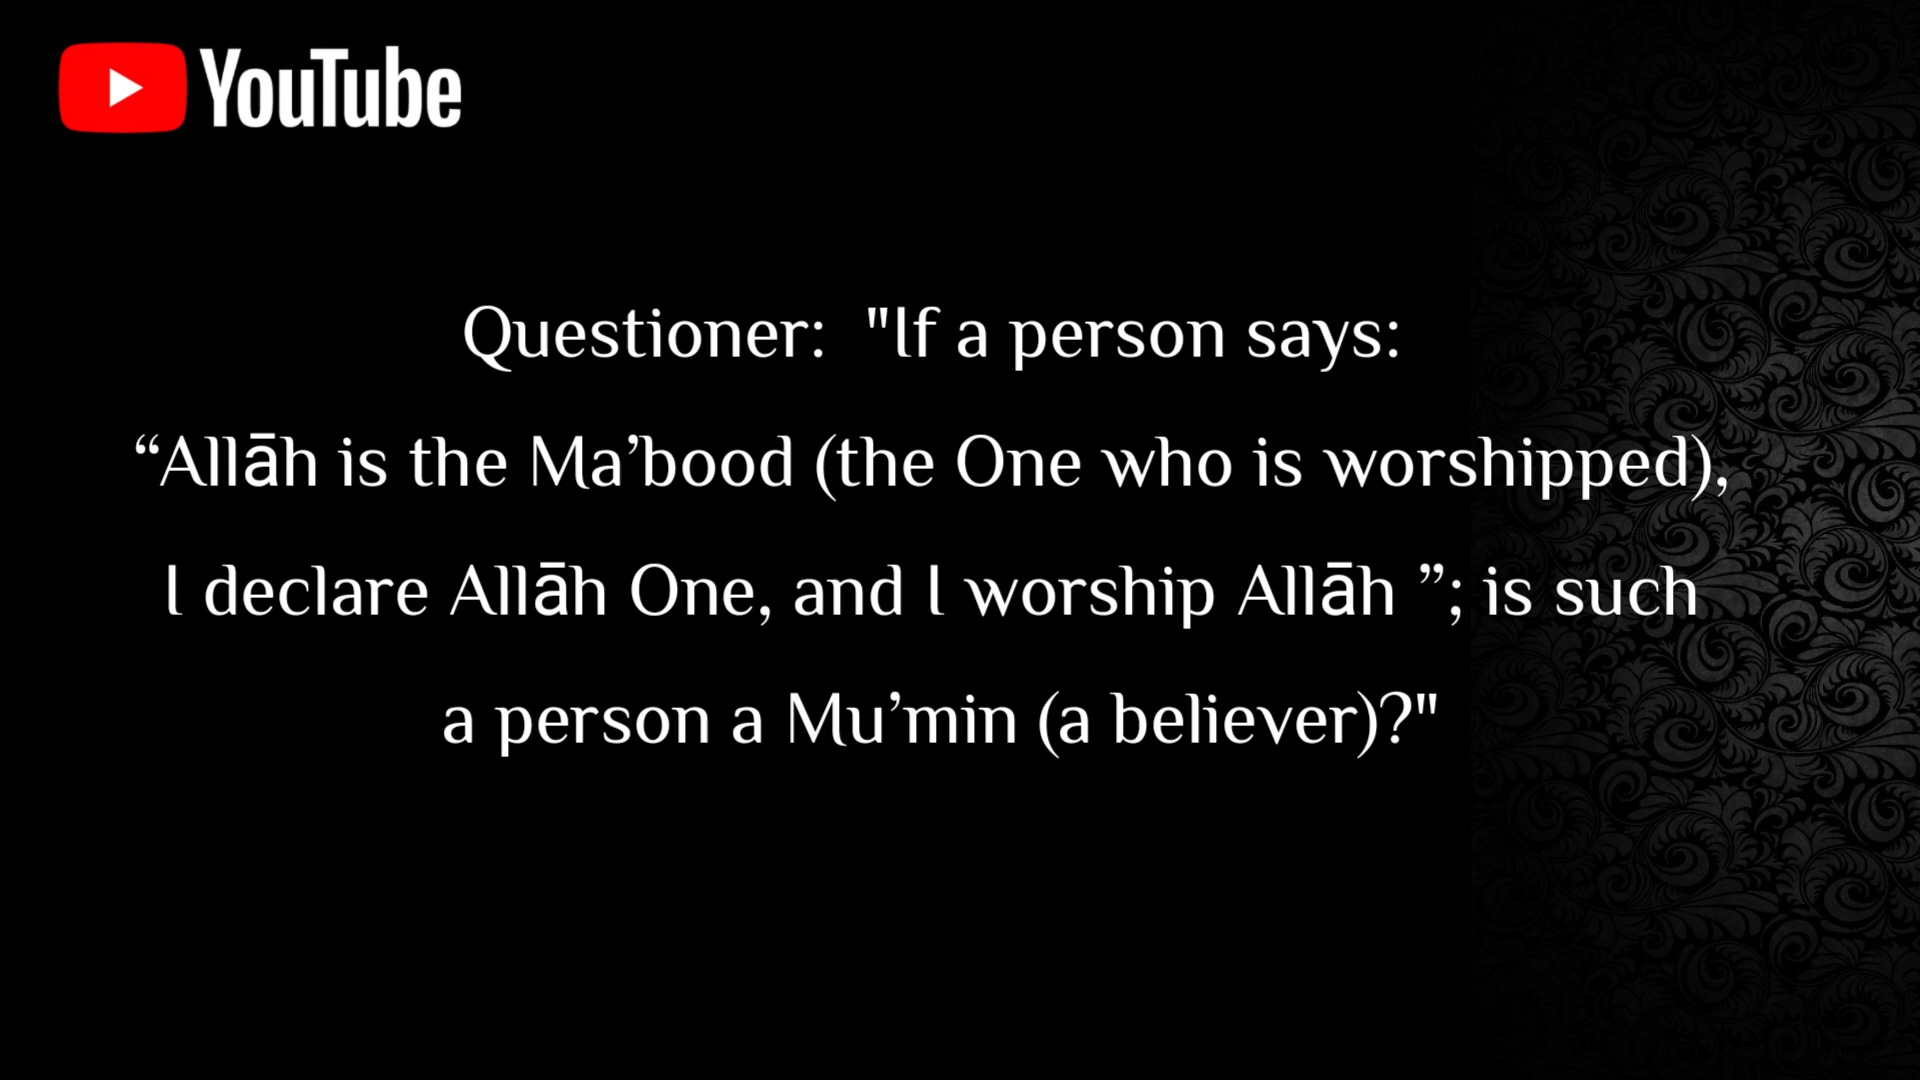 YouTube
Questioner:  "If a person says:
“Allāh is the Ma’bood (the One who is worshipped),
I declare Allāh One, and I worship Allāh ”; is such
a person a Mu’min (a believer)?"